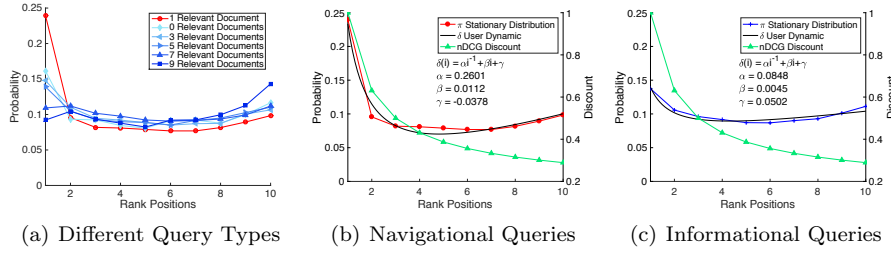 0.25
0.2
0.15
0.1
0.05
0
Probability
2 4 6 8 10
Rank Positions
1 Relevant Documents
0 Relevant Documents
3 Relevant Documents
5 Relevant Documents
7 Relevant Documents
9 Relevant Documents
(a) Different Query Types
0.25
0.2
0.15
0.1
0.05
0
Probability
2 4 6 8 10
Rank Positions
π Stationary Distribution
δ User Dynamic
nDCG Discount
δ(i) = αi⁻¹+βi+γ
α = 0.2601
β = 0.0112
γ = -0.0378
1
0.8
0.6
0.4
0.2
Discount
(b) Navigational Queries
0.25
0.2
0.15
0.1
0.05
0
Probability
2 4 6 8 10
Rank Positions
π Stationary Distribution
δ User Dynamic
nDCG Discount
δ(i) = αi⁻¹+βi+γ
α = 0.0848
β = 0.0045
γ = 0.0502
1
0.8
0.6
0.4
0.2
Discount
(c) Informational Queries